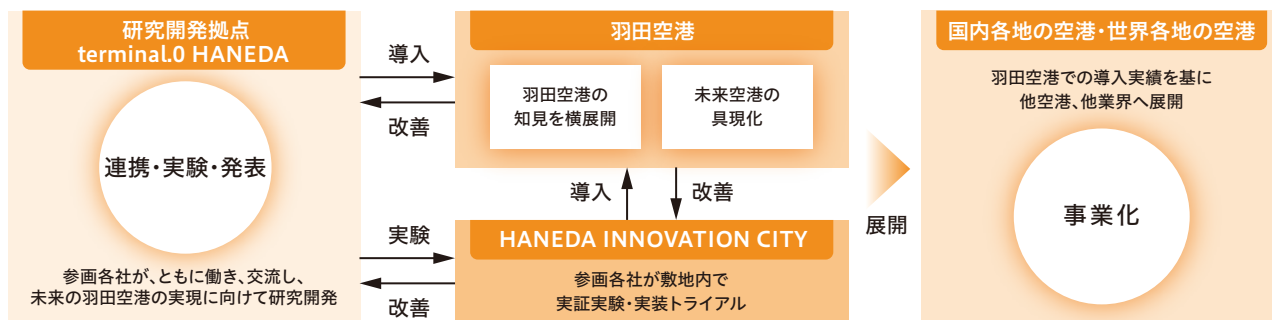 研究開発拠点
terminal.0 HANEDA
連携・実験・発表
参画各社が、ともに働き、交流し、
未来の羽田空港の実現に向けて研究開発
導入
改善
実験
改善
羽田空港
羽田空港の
知見を横展開
未来空港の
具現化
導入
改善
HANEDA INNOVATION CITY
参画各社が敷地内で
実証実験・実装トライアル
展開
国内各地の空港・世界各地の空港
羽田空港での導入実績を基に
他空港、他業界へ展開
事業化